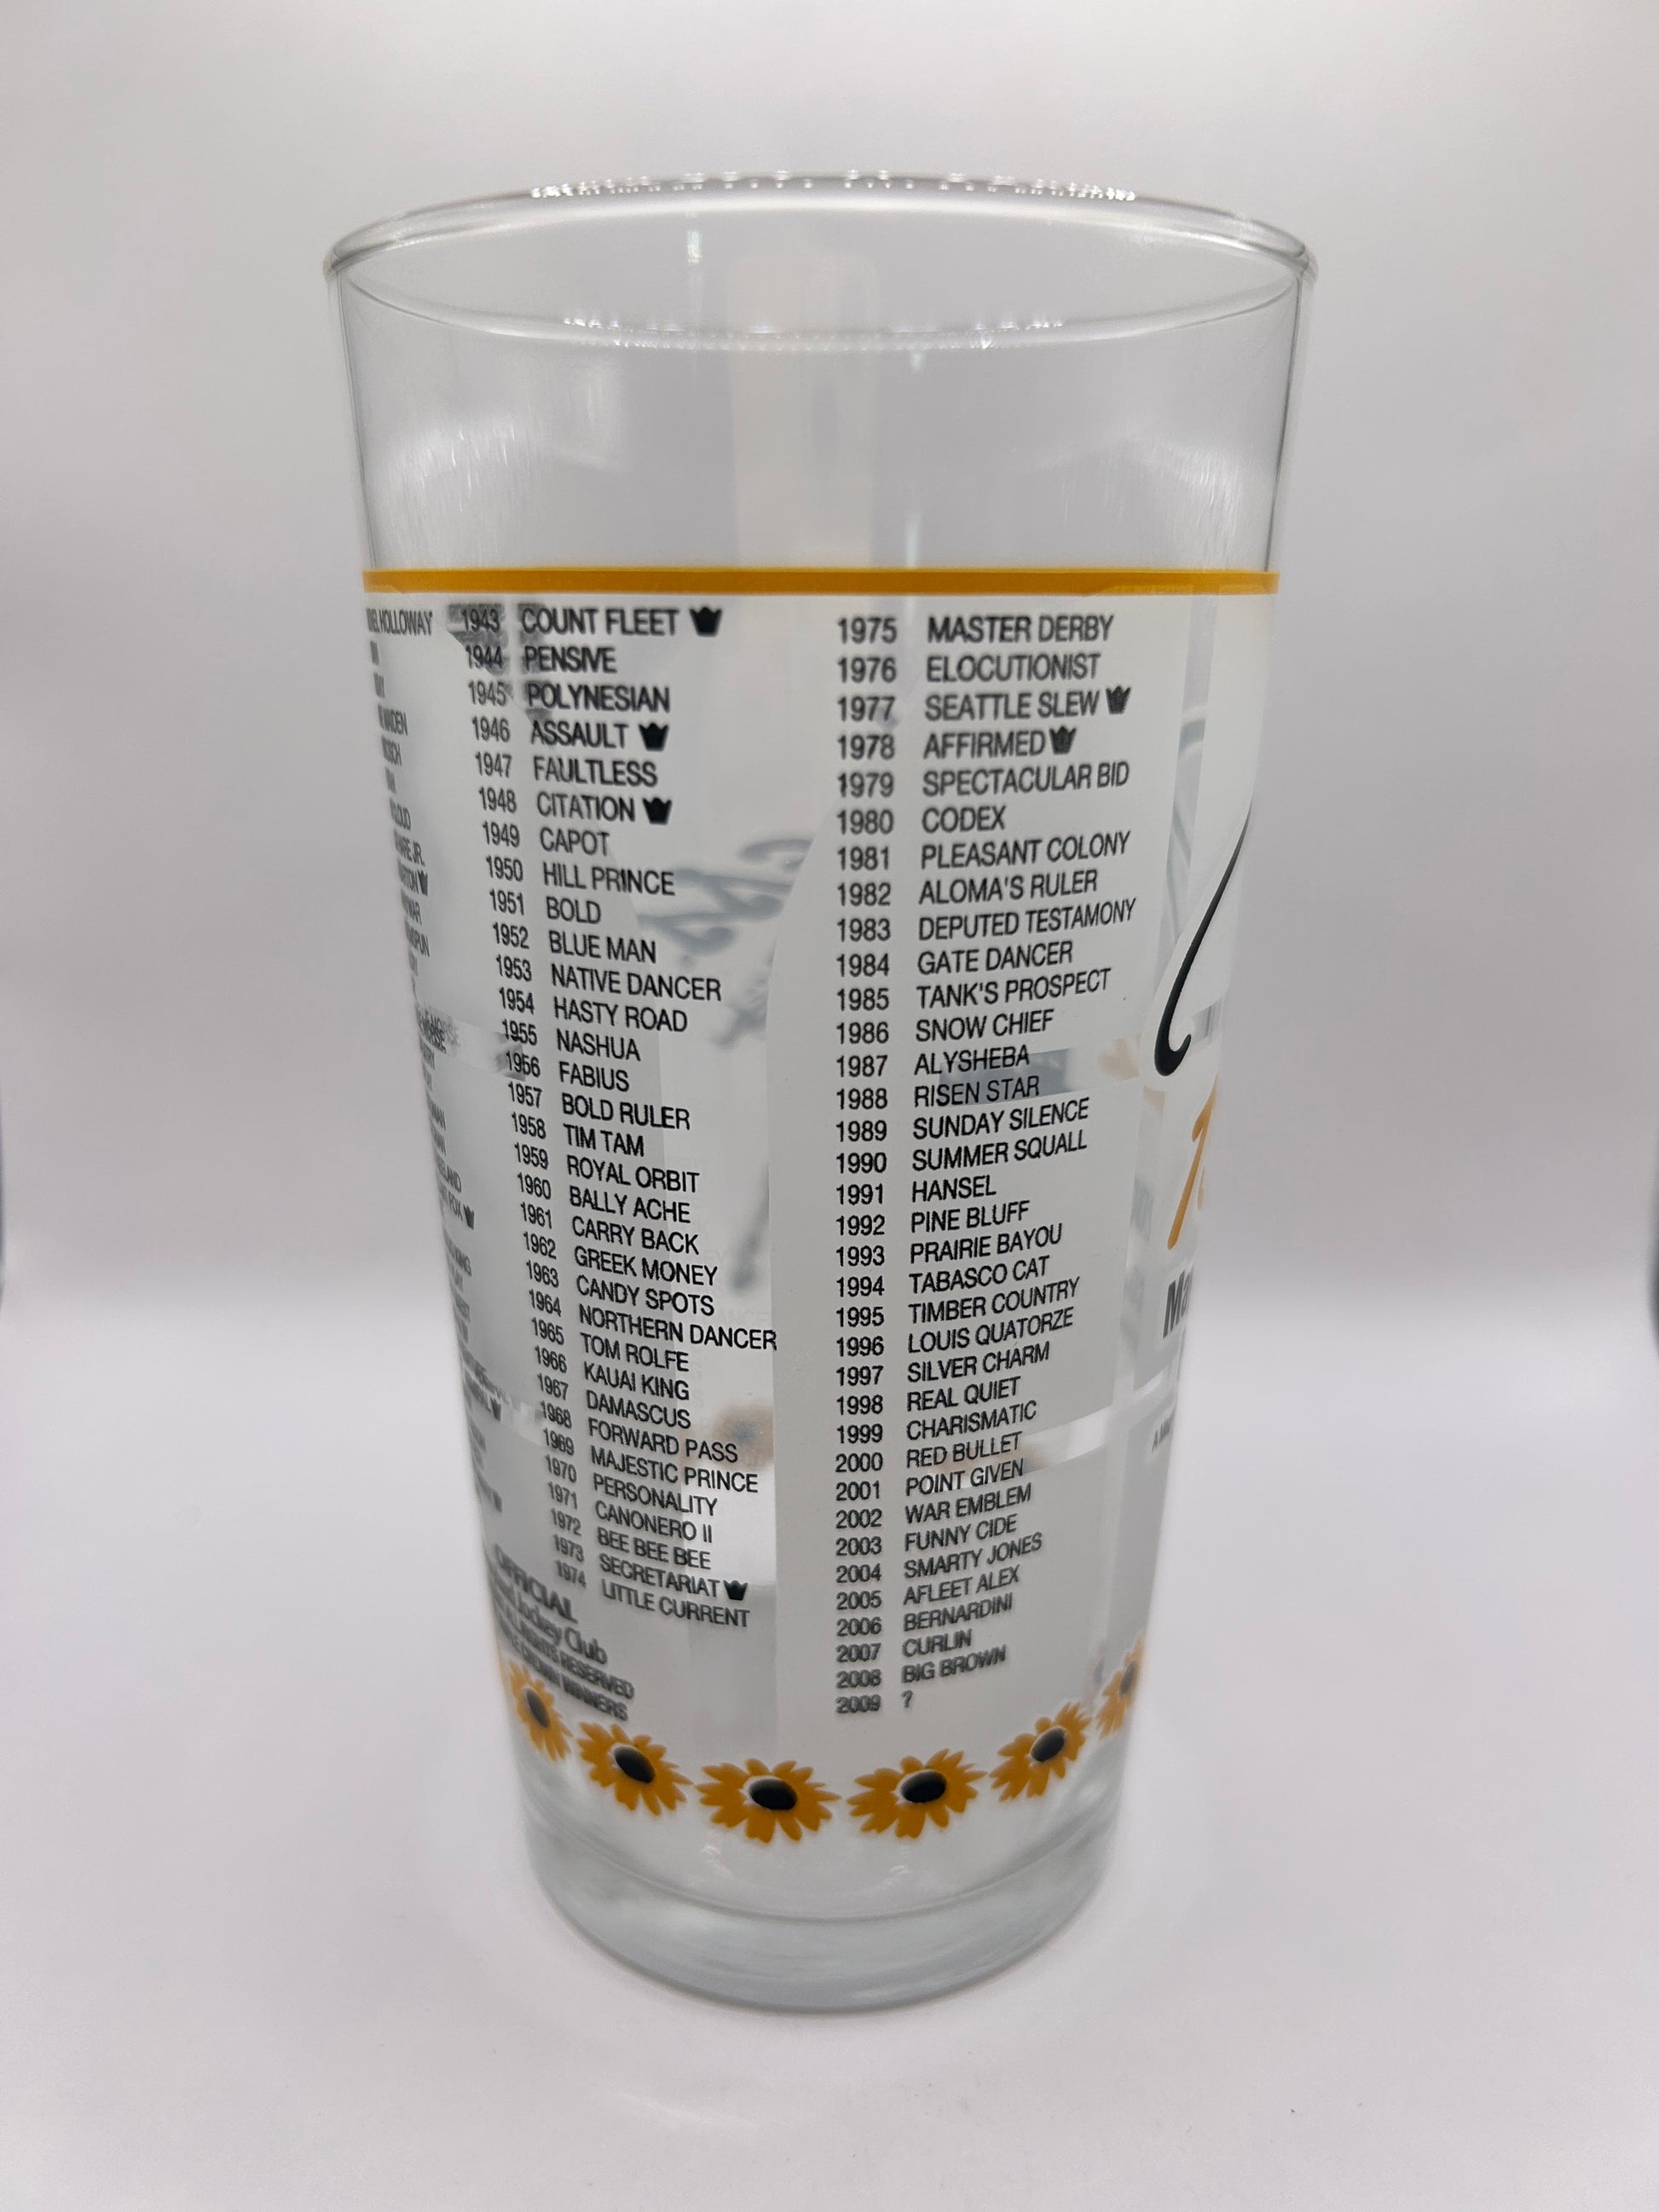 HOLLOWAY
1943 COUNT FLEET
1944 PENSIVE
1945 POLYNESIAN
1946 ASSAULT
1947 FAULTLESS
1948 CITATION
1949 CAPOT
1950 HILL PRINCE
1951 BOLD
1952 BLUE MAN
1953 NATIVE DANCER
1954 HASTY ROAD
1955 NASHUA
1956 FABIUS
1957 BOLD RULER
1958 TIM TAM
1959 ROYAL ORBIT
1960 BALLY ACHE
1961 CARRY BACK
1962 GREEK MONEY
1963 CANDY SPOTS
1964 NORTHERN DANCER
1965 TOM ROLFE
1966 KAUAI KING
1967 DAMASCUS
1968 FORWARD PASS
1969 MAJESTIC PRINCE
1970 PERSONALITY
1971 CANONERO II
1972 BEE BEE BEE
1973 SECRETARIAT
1974 LITTLE CURRENT
OFFICIAL
Jockey Club
ALL RIGHTS RESERVED
CROWN WINNERS
1975 MASTER DERBY
1976 ELOCUTIONIST
1977 SEATTLE SLEW
1978 AFFIRMED
1979 SPECTACULAR BID
1980 CODEX
1981 PLEASANT COLONY
1982 ALOMA'S RULER
1983 DEPUTED TESTAMONY
1984 GATE DANCER
1985 TANK'S PROSPECT
1986 SNOW CHIEF
1987 ALYSHEBA
1988 RISEN STAR
1989 SUNDAY SILENCE
1990 SUMMER SQUALL
1991 HANSEL
1992 PINE BLUFF
1993 PRAIRIE BAYOU
1994 TABASCO CAT
1995 TIMBER COUNTRY
1996 LOUIS QUATORZE
1997 SILVER CHARM
1998 REAL QUIET
1999 CHARISMATIC
2000 RED BULLET
2001 POINT GIVEN
2002 WAR EMBLEM
2003 FUNNY CIDE
2004 SMARTY JONES
2005 AFLEET ALEX
2006 BERNARDINI
2007 CURLIN
2008 BIG BROWN
2009 ?